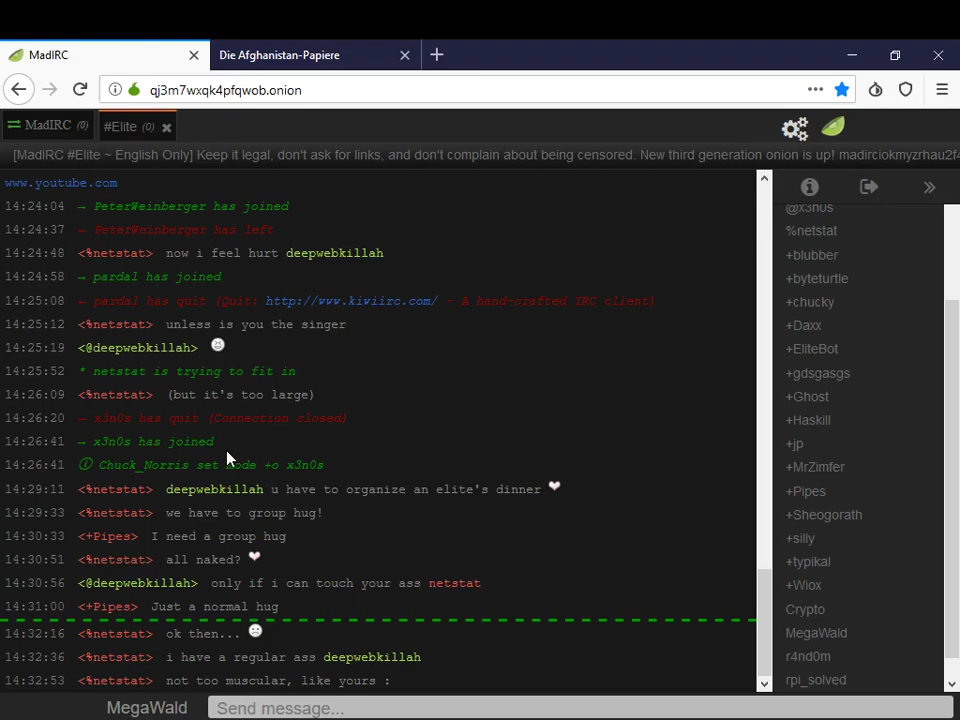 MadIRC
Die Afghanistan-Papiere
qj3m7wxqk4pfqwob.onion
MadIRC (0)
#Elite (0)
[MadIRC #Elite ~ English Only] Keep it legal, don't ask for links, and don't complain about being censored. New third generation onion is up! madirciokmyzrhau2f4
www.youtube.com
14:24:04 → PeterWeinberger has joined
14:24:37 ← PeterWeinberger has left
14:24:48 <%netstat> now i feel hurt deepwebkillah
14:24:58 → pardal has joined
14:25:08 ← pardal has quit (Quit: http://www.kiwiirc.com/ - A hand-crafted IRC client)
14:25:12 <%netstat> unless is you the singer
14:25:19 <@deepwebkillah>
14:25:52 * netstat is trying to fit in
14:26:09 <%netstat> (but it's too large)
14:26:20 ← x3n0s has quit (Connection closed)
14:26:41 → x3n0s has joined
14:26:41 Chuck_Norris set mode +o x3n0s
14:29:11 <%netstat> deepwebkillah u have to organize an elite's dinner
14:29:33 <%netstat> we have to group hug!
14:30:33 <+Pipes> I need a group hug
14:30:51 <%netstat> all naked?
14:30:56 <@deepwebkillah> only if i can touch your ass netstat
14:31:00 <+Pipes> Just a normal hug
14:32:16 <%netstat> ok then...
14:32:36 <%netstat> i have a regular ass deepwebkillah
14:32:53 <%netstat> not too muscular, like yours :
@x3n0s
%netstat
+blubber
+byteturtle
+chucky
+Daxx
+EliteBot
+gdsgasgs
+Ghost
+Haskill
+jp
+MrZimfer
+Pipes
+Sheogorath
+silly
+typikal
+Wiox
Crypto
MegaWald
r4nd0m
rpi_solved
MegaWald
Send message...